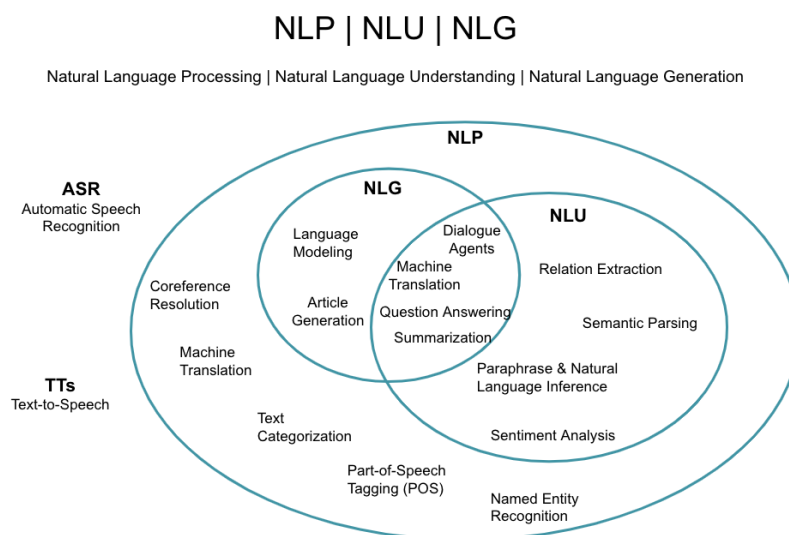 NLP | NLU | NLG
Natural Language Processing | Natural Language Understanding | Natural Language Generation
NLP
ASR
Automatic Speech
Recognition
NLG
NLU
Language
Modeling
Dialogue
Agents
Machine
Translation
Relation Extraction
Coreference
Resolution
Article
Generation
Question Answering
Summarization
Semantic Parsing
Machine
Translation
TTs
Text-to-Speech
Paraphrase & Natural
Language Inference
Text
Categorization
Sentiment Analysis
Part-of-Speech
Tagging (POS)
Named Entity
Recognition